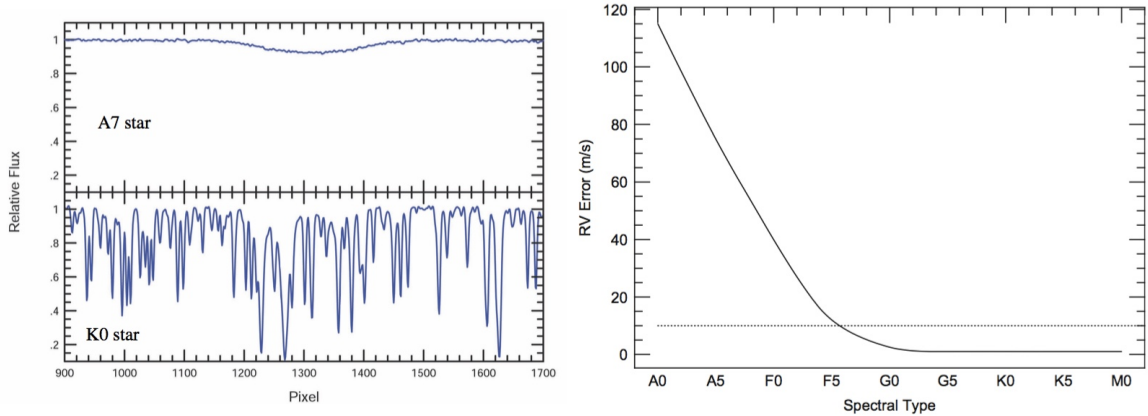 1
.8
.6
.4
.2
A7 star
1
.8
.6
.4
.2
K0 star
900 1000 1100 1200 1300 1400 1500 1600 1700
Pixel
Relative Flux
120
100
80
60
40
20
0
RV Error (m/s)
A0 A5 F0 F5 G0 G5 K0 K5 M0
Spectral Type